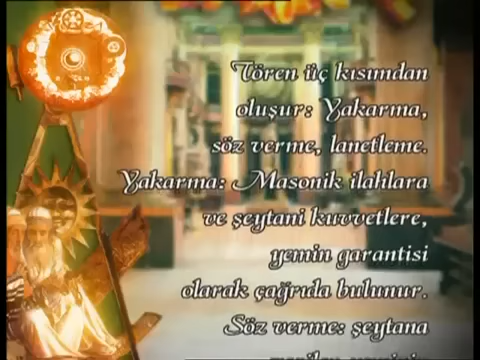 Tören üç kısımdan
oluşur: Yakarma,
söz verme, lanetleme.
Yakarma: Masonik ilahlara
ve şeytani kuvvetlere,
yemin garantisi
olarak çağrıda bulunur.
Söz verme: şeytana